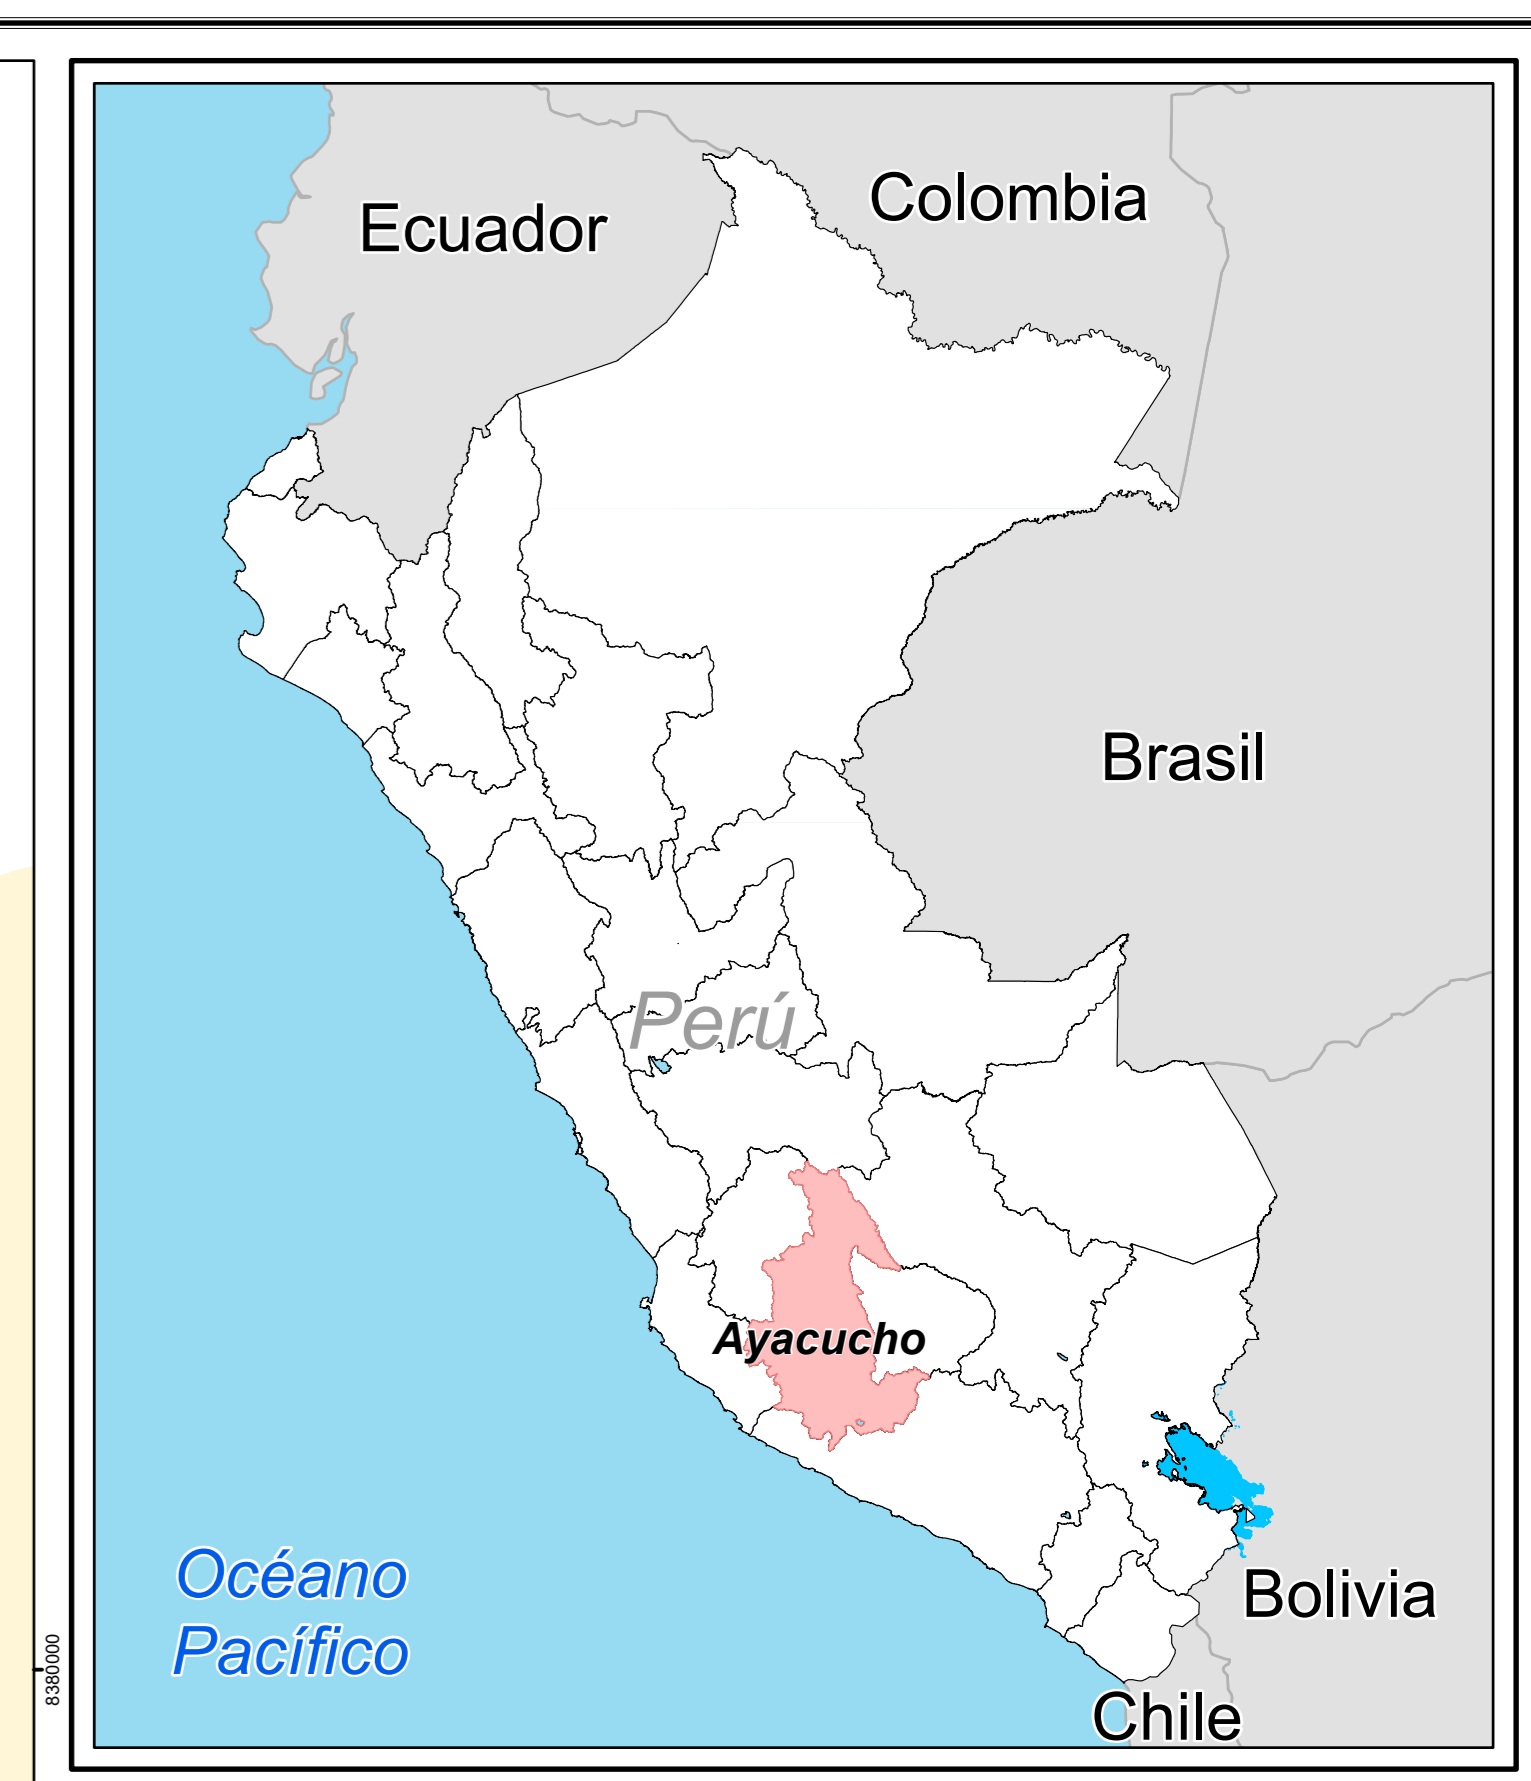 Colombia
Ecuador
Brasil
Perú
Ayacucho
Océano
Pacífico
Bolivia
Chile
8380000